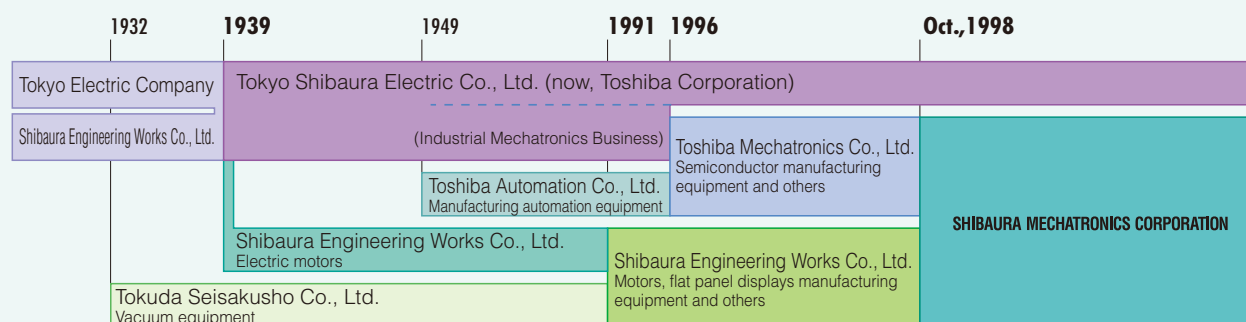 1932
1939
1949
1991
1996
Oct.,1998
Tokyo Electric Company
Tokyo Shibaura Electric Co., Ltd. (now, Toshiba Corporation)
Shibaura Engineering Works Co., Ltd.
(Industrial Mechatronics Business)
Toshiba Mechatronics Co., Ltd.
Semiconductor manufacturing
equipment and others
Toshiba Automation Co., Ltd.
Manufacturing automation equipment
SHIBAURA MECHATRONICS CORPORATION
Shibaura Engineering Works Co., Ltd.
Electric motors
Shibaura Engineering Works Co., Ltd.
Motors, flat panel displays manufacturing
equipment and others
Tokuda Seisakusho Co., Ltd.
Vacuum equipment